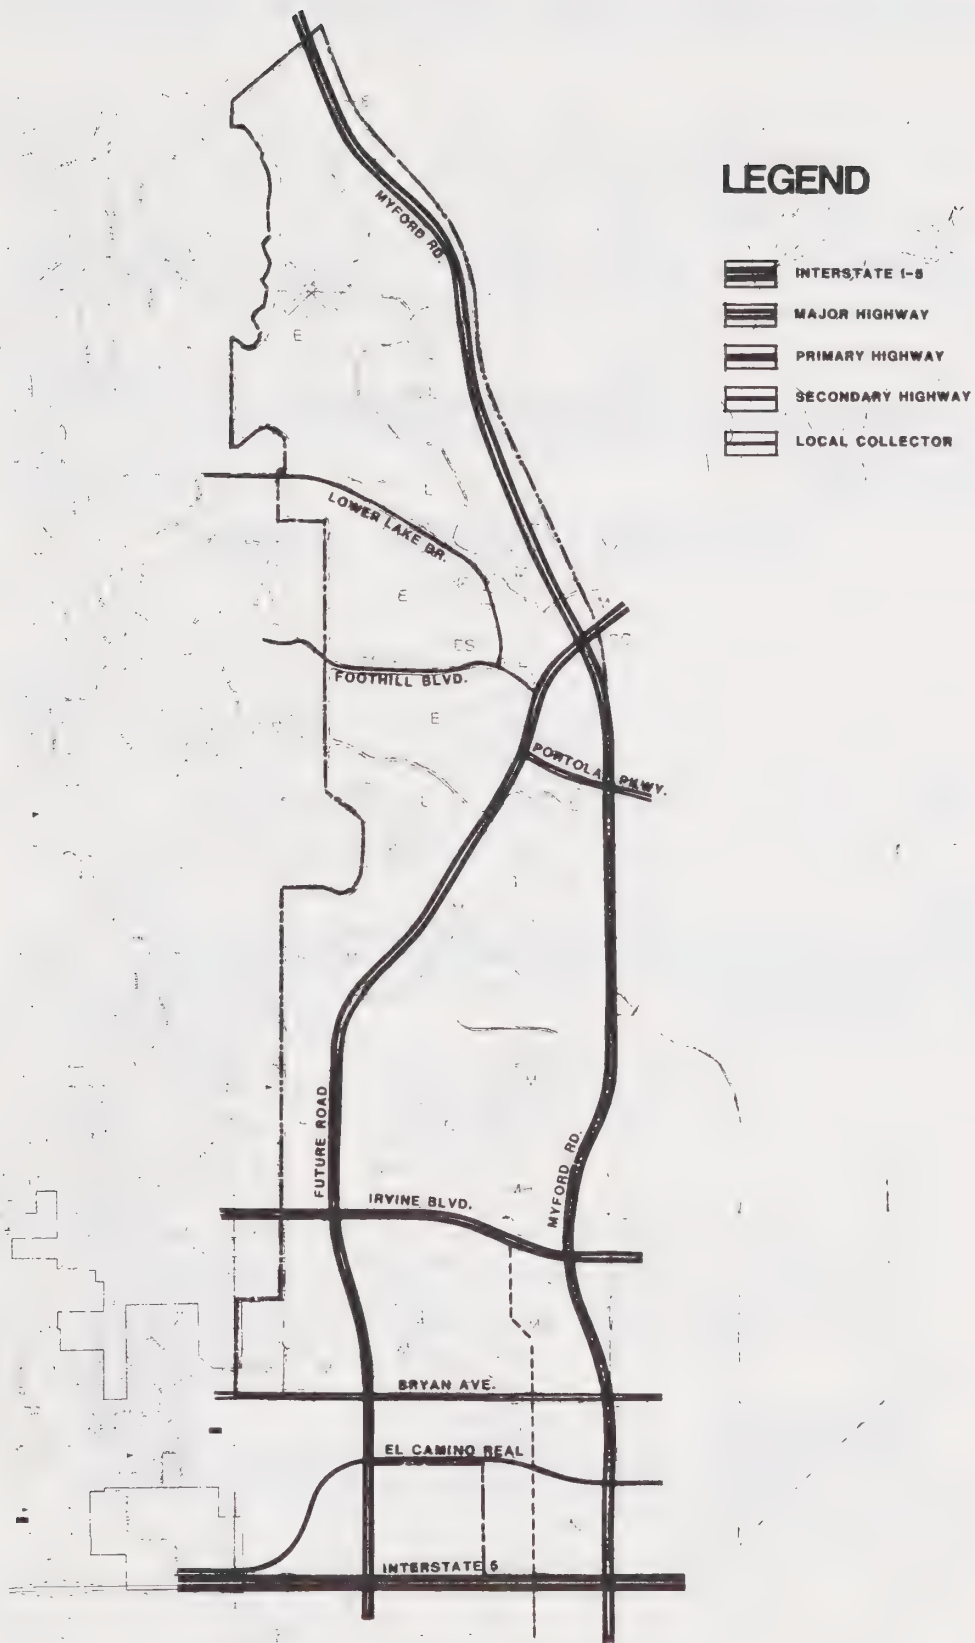 LEGEND
INTERSTATE I-5
MAJOR HIGHWAY
PRIMARY HIGHWAY
SECONDARY HIGHWAY
LOCAL COLLECTOR
MYFORD RD.
E
L
LOWER LAKE DR.
L
E
ES
L
FOOTHILL BLVD.
E
PORTOLA PKWY.
L
FUTURE ROAD
MYFORD RD.
IRVINE BLVD.
BRYAN AVE.
EL CAMINO REAL
INTERSTATE 5